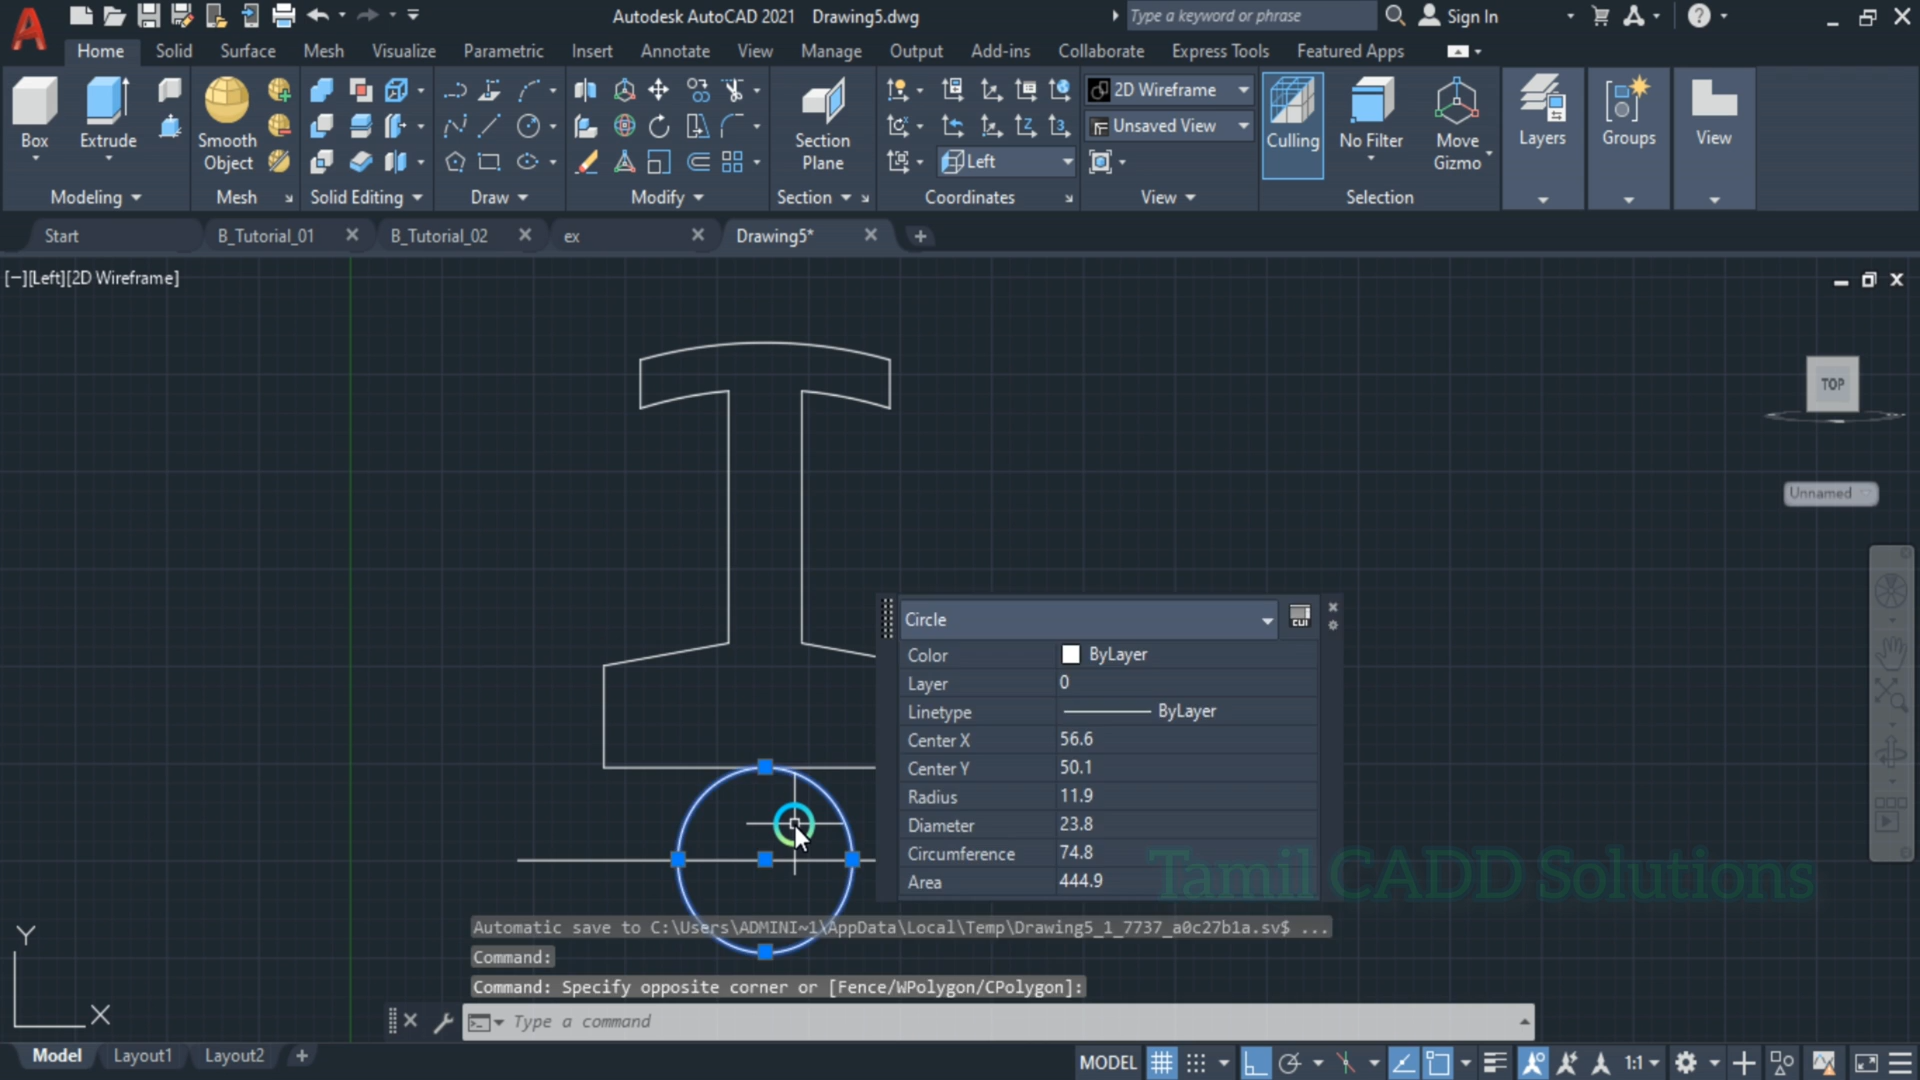 Autodesk AutoCAD 2021 Drawing5.dwg
Type a keyword or phrase
Sign In
Home Solid Surface Mesh Visualize Parametric Insert Annotate View Manage Output Add-ins Collaborate Express Tools Featured Apps
Box
Extrude
Smooth Object
Section Plane
2D Wireframe
Unsaved View
Left
Culling
No Filter
Move Gizmo
Layers
Groups
View
Modeling Mesh Solid Editing Draw Modify Section Coordinates View Selection
Start B_Tutorial_01 B_Tutorial_02 ex Drawing5*
[−][Left][2D Wireframe]
TOP
Unnamed
Circle
CUI
Color ByLayer
Layer 0
Linetype ByLayer
Center X 56.6
Center Y 50.1
Radius 11.9
Diameter 23.8
Circumference 74.8
Area 444.9
Tamil CADD Solutions
Automatic save to C:\Users\ADMINI~1\AppData\Local\Temp\Drawing5_1_7737_a0c27b1a.sv$ ...
Command:
Command: Specify opposite corner or [Fence/WPolygon/CPolygon]:
Type a command
Y
X
Model Layout1 Layout2
MODEL
1:1